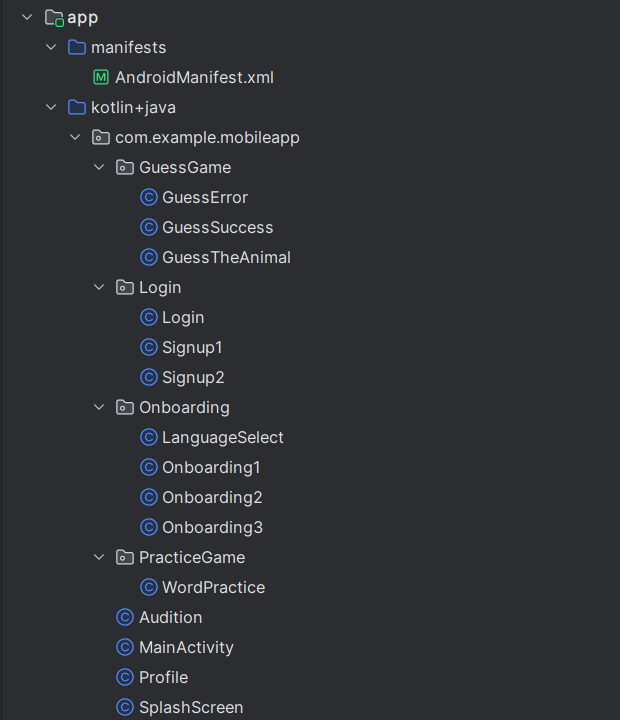 app
manifests
M AndroidManifest.xml
kotlin+java
com.example.mobileapp
GuessGame
C GuessError
C GuessSuccess
C GuessTheAnimal
Login
C Login
C Signup1
C Signup2
Onboarding
C LanguageSelect
C Onboarding1
C Onboarding2
C Onboarding3
PracticeGame
C WordPractice
C Audition
C MainActivity
C Profile
C SplashScreen